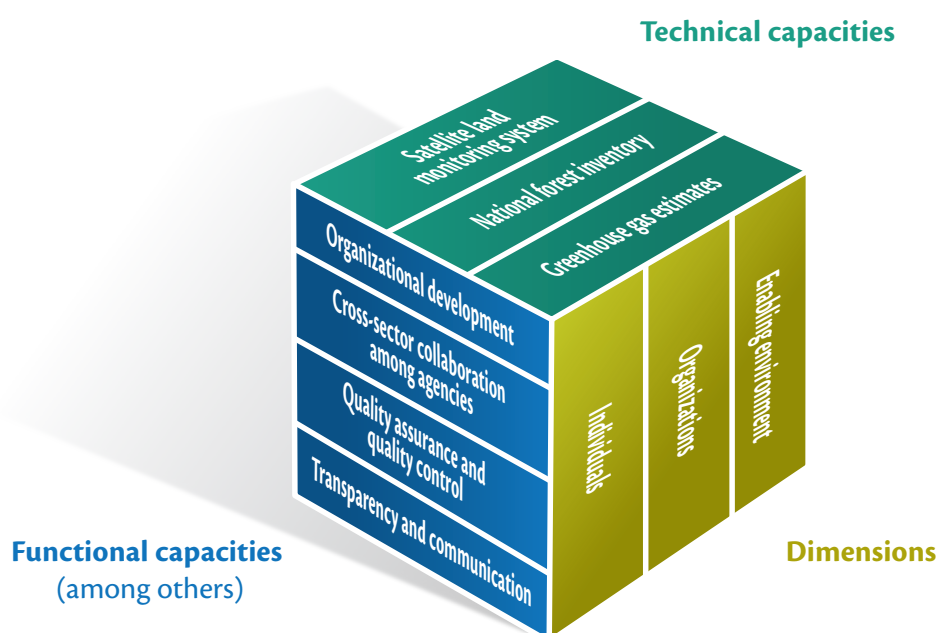 Technical capacities
Satellite land
monitoring system
National forest inventory
Greenhouse gas estimates
Organizational development
Cross-sector collaboration
among agencies
Quality assurance and
quality control
Transparency and communication
Individuals
Organizations
Enabling environment
Functional capacities
(among others)
Dimensions